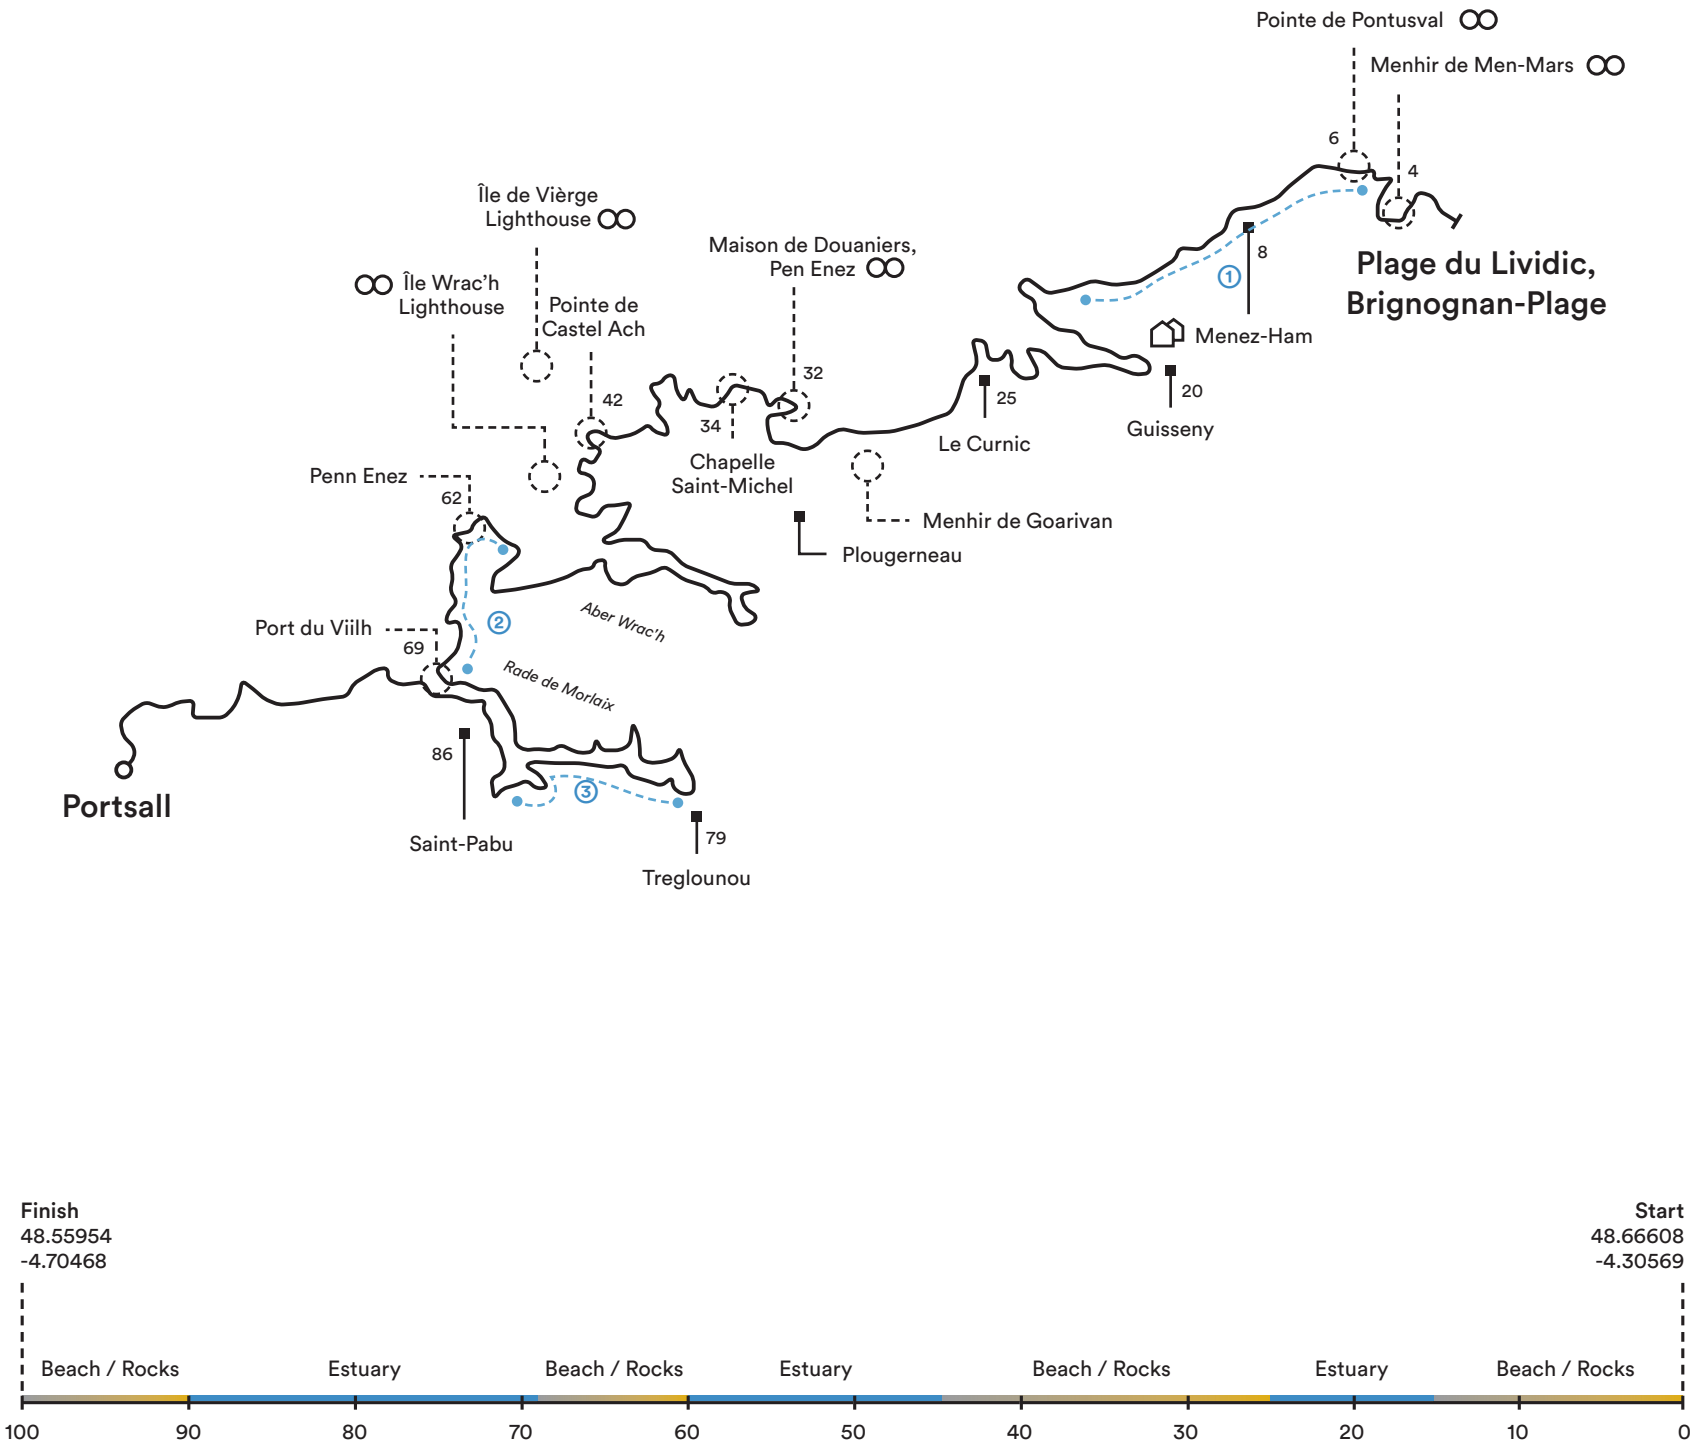 Pointe de Pontusval
Menhir de Men-Mars
6
4
Île de Vièrge
Lighthouse
Maison de Douaniers,
Pen Enez
Île Wrac’h
Lighthouse
Pointe de
Castel Ach
8
1
Plage du Lividic,
Brignognan-Plage
Menez-Ham
32
42
34
25
20
Guisseny
Le Curnic
Chapelle
Saint-Michel
Penn Enez
62
Menhir de Goarivan
Plougerneau
Aber Wrac’h
2
Port du Viilh
69
Rade de Morlaix
86
3
Portsall
Saint-Pabu
79
Treglounou
Finish
48.55954
-4.70468
Start
48.66608
-4.30569
Beach / Rocks
Estuary
Beach / Rocks
Estuary
Beach / Rocks
Estuary
Beach / Rocks
100
90
80
70
60
50
40
30
20
10
0